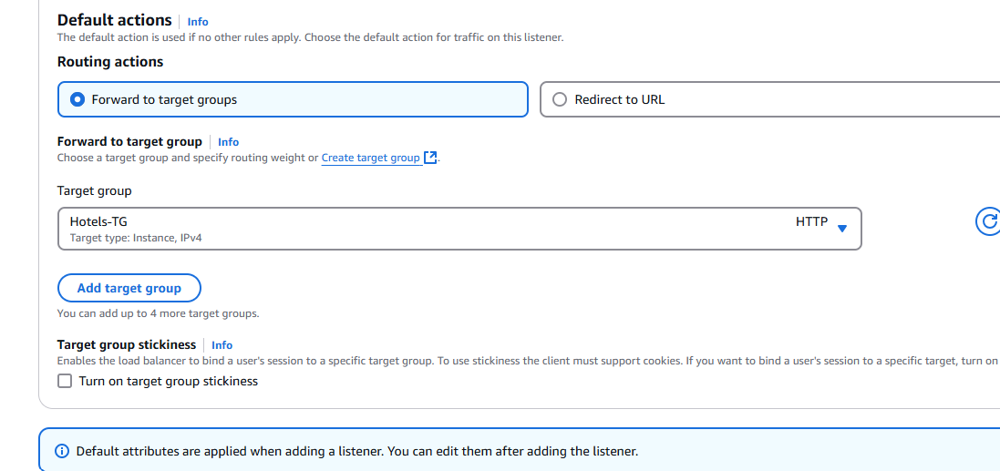 Default actions Info
The default action is used if no other rules apply. Choose the default action for traffic on this listener.
Routing actions
Forward to target groups
Redirect to URL
Forward to target group Info
Choose a target group and specify routing weight or Create target group.
Target group
Hotels-TG
HTTP
Target type: Instance, IPv4
Add target group
You can add up to 4 more target groups.
Target group stickiness Info
Enables the load balancer to bind a user's session to a specific target group. To use stickiness the client must support cookies. If you want to bind a user's session to a specific target, turn on
Turn on target group stickiness
Default attributes are applied when adding a listener. You can edit them after adding the listener.